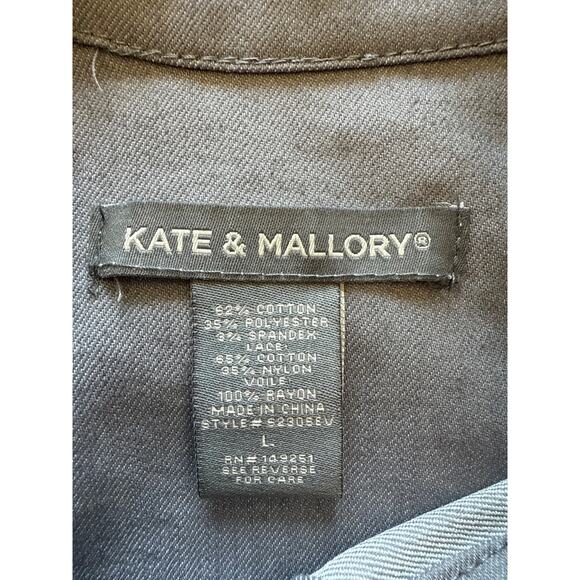 KATE & MALLORY®
62% COTTON
35% POLYESTER
3% SPANDEX
LACE
65% COTTON
35% NYLON
VOILE
100% RAYON
MADE IN CHINA
STYLE# S2306EV
L
RN# 149251
SEE REVERSE
FOR CARE